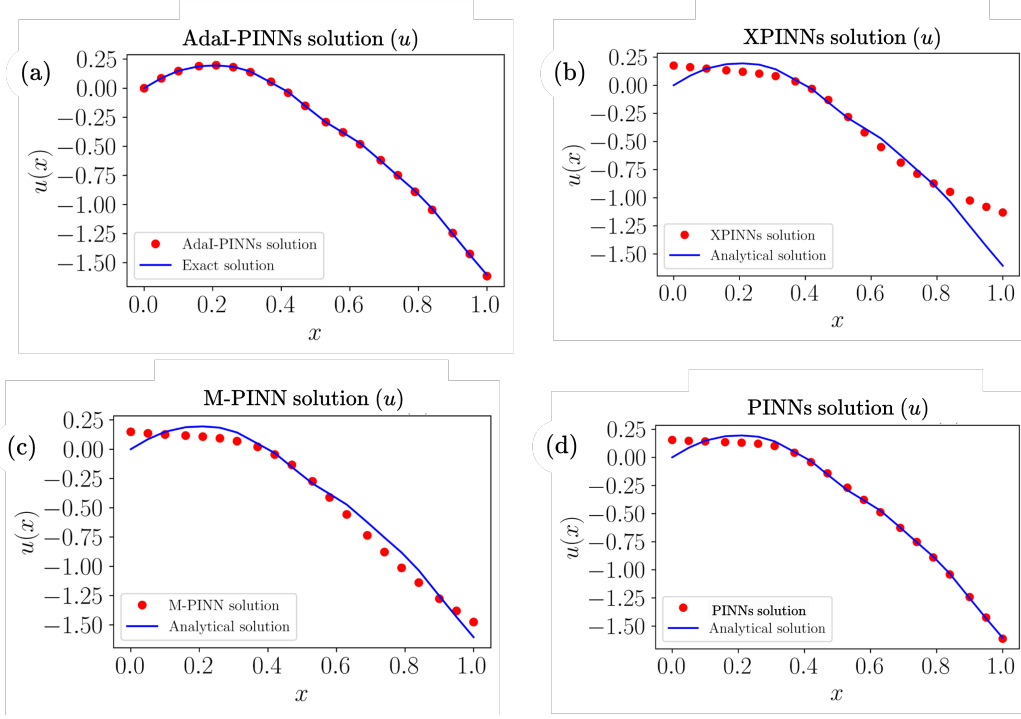 AdaI-PINNs solution (u)
(a)
0.25
0.00
−0.25
−0.50
−0.75
−1.00
−1.25
−1.50
u(x)
AdaI-PINNs solution
Exact solution
0.0 0.2 0.4 0.6 0.8 1.0
x
XPINNs solution (u)
(b)
0.25
0.00
−0.25
−0.50
−0.75
−1.00
−1.25
−1.50
u(x)
XPINNs solution
Analytical solution
0.0 0.2 0.4 0.6 0.8 1.0
x
M-PINN solution (u)
(c)
0.25
0.00
−0.25
−0.50
−0.75
−1.00
−1.25
−1.50
u(x)
M-PINN solution
Analytical solution
0.0 0.2 0.4 0.6 0.8 1.0
x
PINNs solution (u)
(d)
0.25
0.00
−0.25
−0.50
−0.75
−1.00
−1.25
−1.50
u(x)
PINNs solution
Analytical solution
0.0 0.2 0.4 0.6 0.8 1.0
x